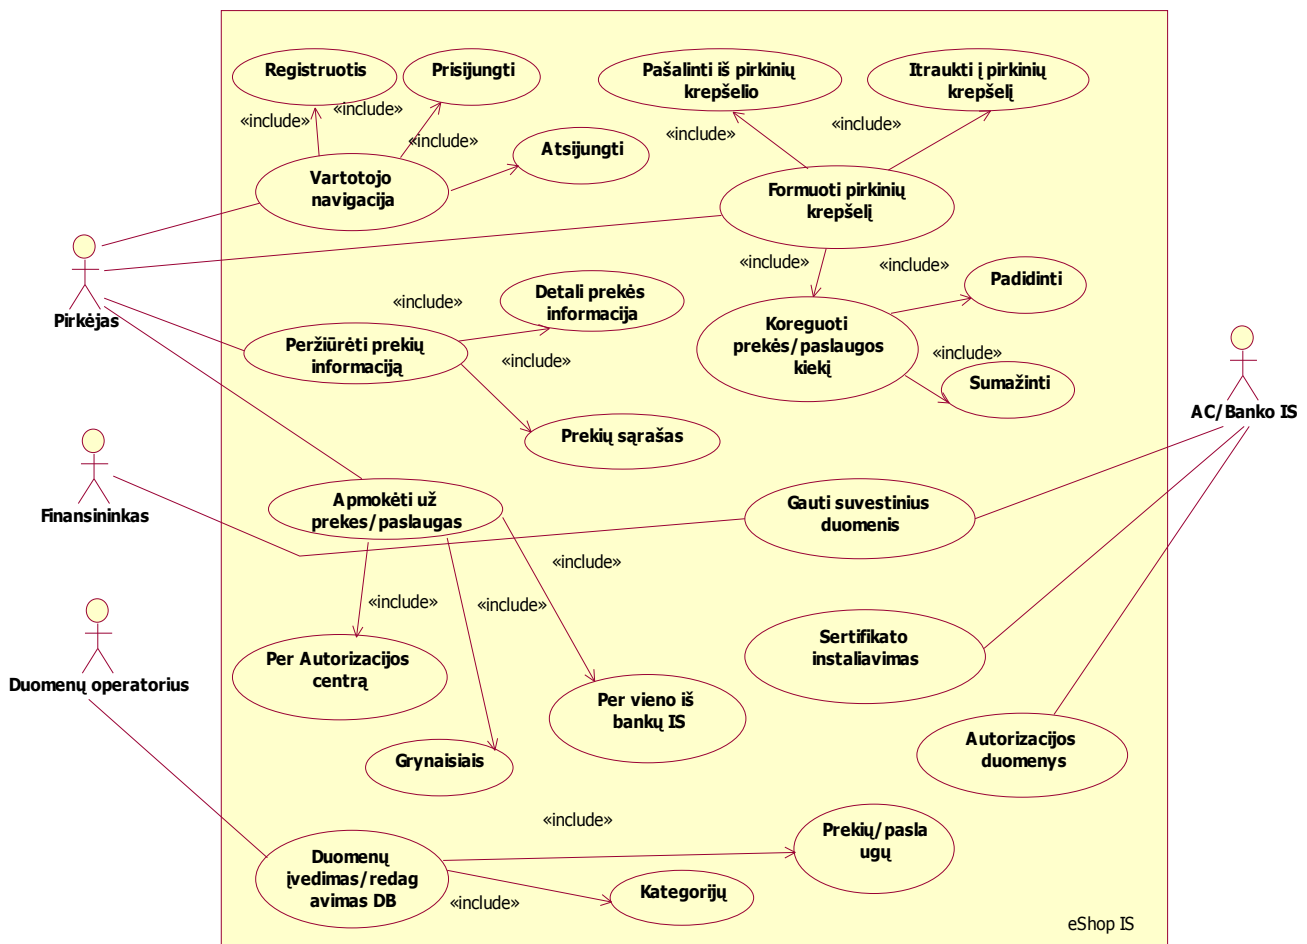 Registruotis
Prisijungti
Pašalinti iš pirkinių
krepšelio
Itraukti į pirkinių
krepšelį
«include»
«include»
«include»
«include»
«include»
Atsijungti
Vartotojo
navigacija
Formuoti pirkinių
krepšelį
Pirkėjas
«include»
«include»
Padidinti
Detali prekės
informacija
«include»
Koreguoti
prekės/paslaugos
kiekį
Peržiūrėti prekių
informaciją
«include»
«include»
Sumažinti
AC/Banko IS
Prekių sąrašas
Finansininkas
Apmokėti už
prekes/paslaugas
Gauti suvestinius
duomenis
«include»
«include»
«include»
Duomenų operatorius
Per Autorizacijos
centrą
Sertifikato
instaliavimas
Per vieno iš
bankų IS
Autorizacijos
duomenys
Grynaisiais
«include»
Prekių/pasla
ugų
Duomenų
įvedimas/redag
avimas DB
«include»
Kategorijų
eShop IS